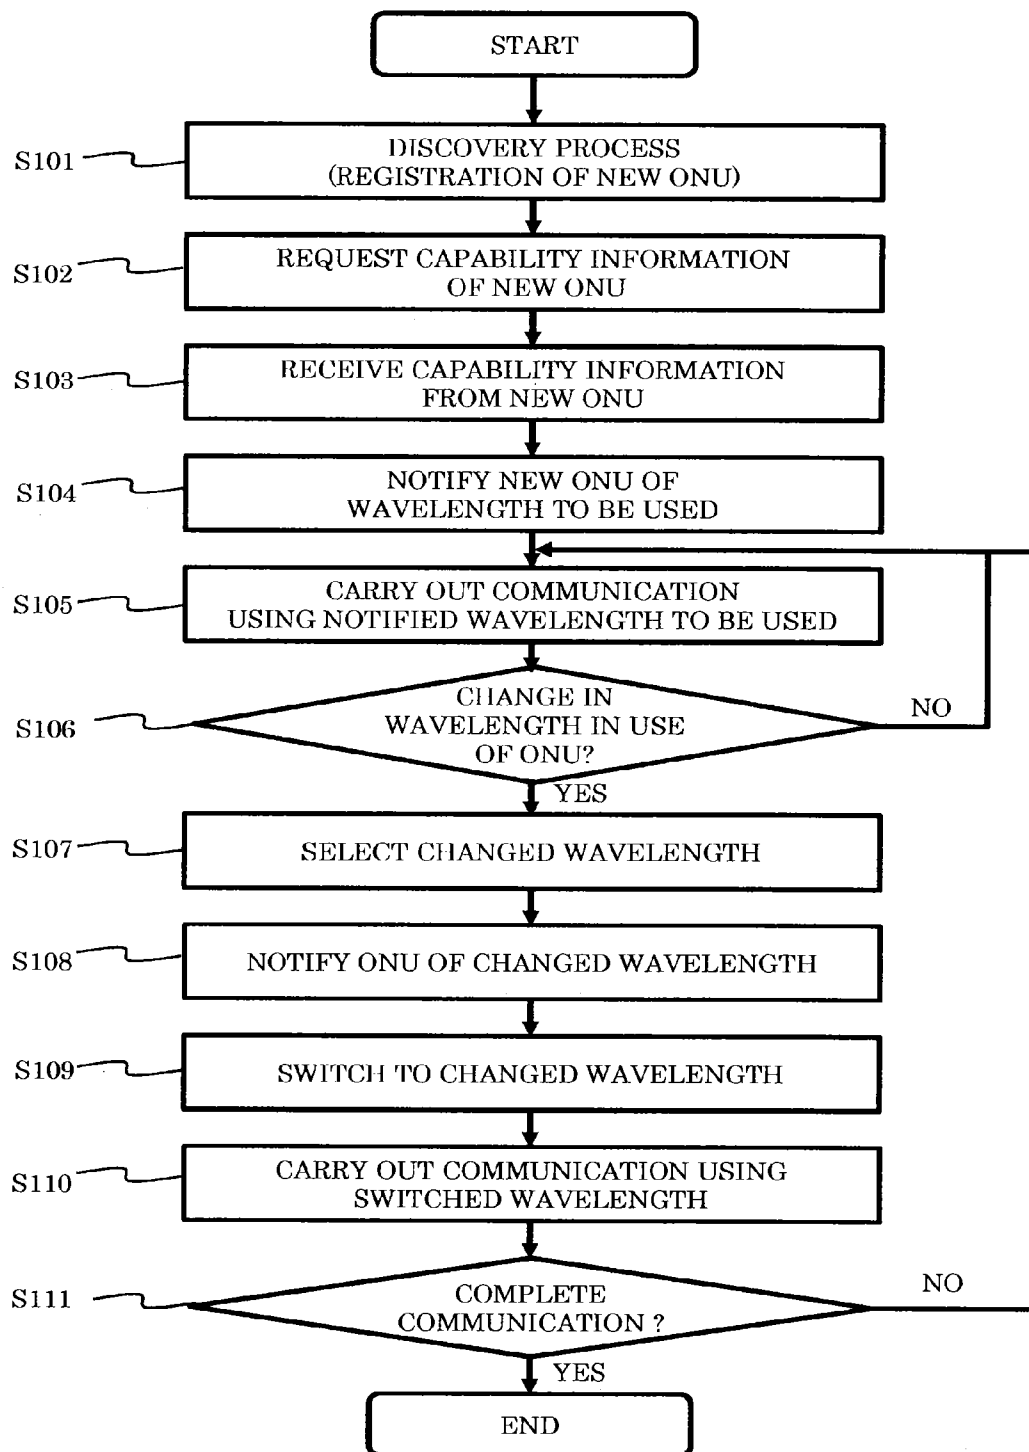 START
S101
DISCOVERY PROCESS
(REGISTRATION OF NEW ONU)
S102
REQUEST CAPABILITY INFORMATION
OF NEW ONU
S103
RECEIVE CAPABILITY INFORMATION
FROM NEW ONU
S104
NOTIFY NEW ONU OF
WAVELENGTH TO BE USED
S105
CARRY OUT COMMUNICATION
USING NOTIFIED WAVELENGTH TO BE USED
S106
CHANGE IN
WAVELENGTH IN USE
OF ONU?
NO
YES
S107
SELECT CHANGED WAVELENGTH
S108
NOTIFY ONU OF CHANGED WAVELENGTH
S109
SWITCH TO CHANGED WAVELENGTH
S110
CARRY OUT COMMUNICATION USING
SWITCHED WAVELENGTH
S111
COMPLETE
COMMUNICATION ?
NO
YES
END